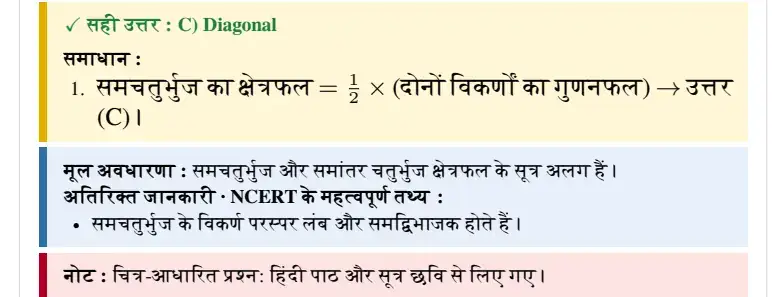 ✓ सही उत्तर : C) Diagonal
समाधान :
1. समचतुर्भुज का क्षेत्रफल = 1/2 × (दोनों विकर्णों का गुणनफल) → उत्तर
(C)।
मूल अवधारणा : समचतुर्भुज और समांतर चतुर्भुज क्षेत्रफल के सूत्र अलग हैं।
अतिरिक्त जानकारी · NCERT के महत्वपूर्ण तथ्य :
• समचतुर्भुज के विकर्ण परस्पर लंब और समद्विभाजक होते हैं।
नोट : चित्र-आधारित प्रश्न: हिंदी पाठ और सूत्र छवि से लिए गए।